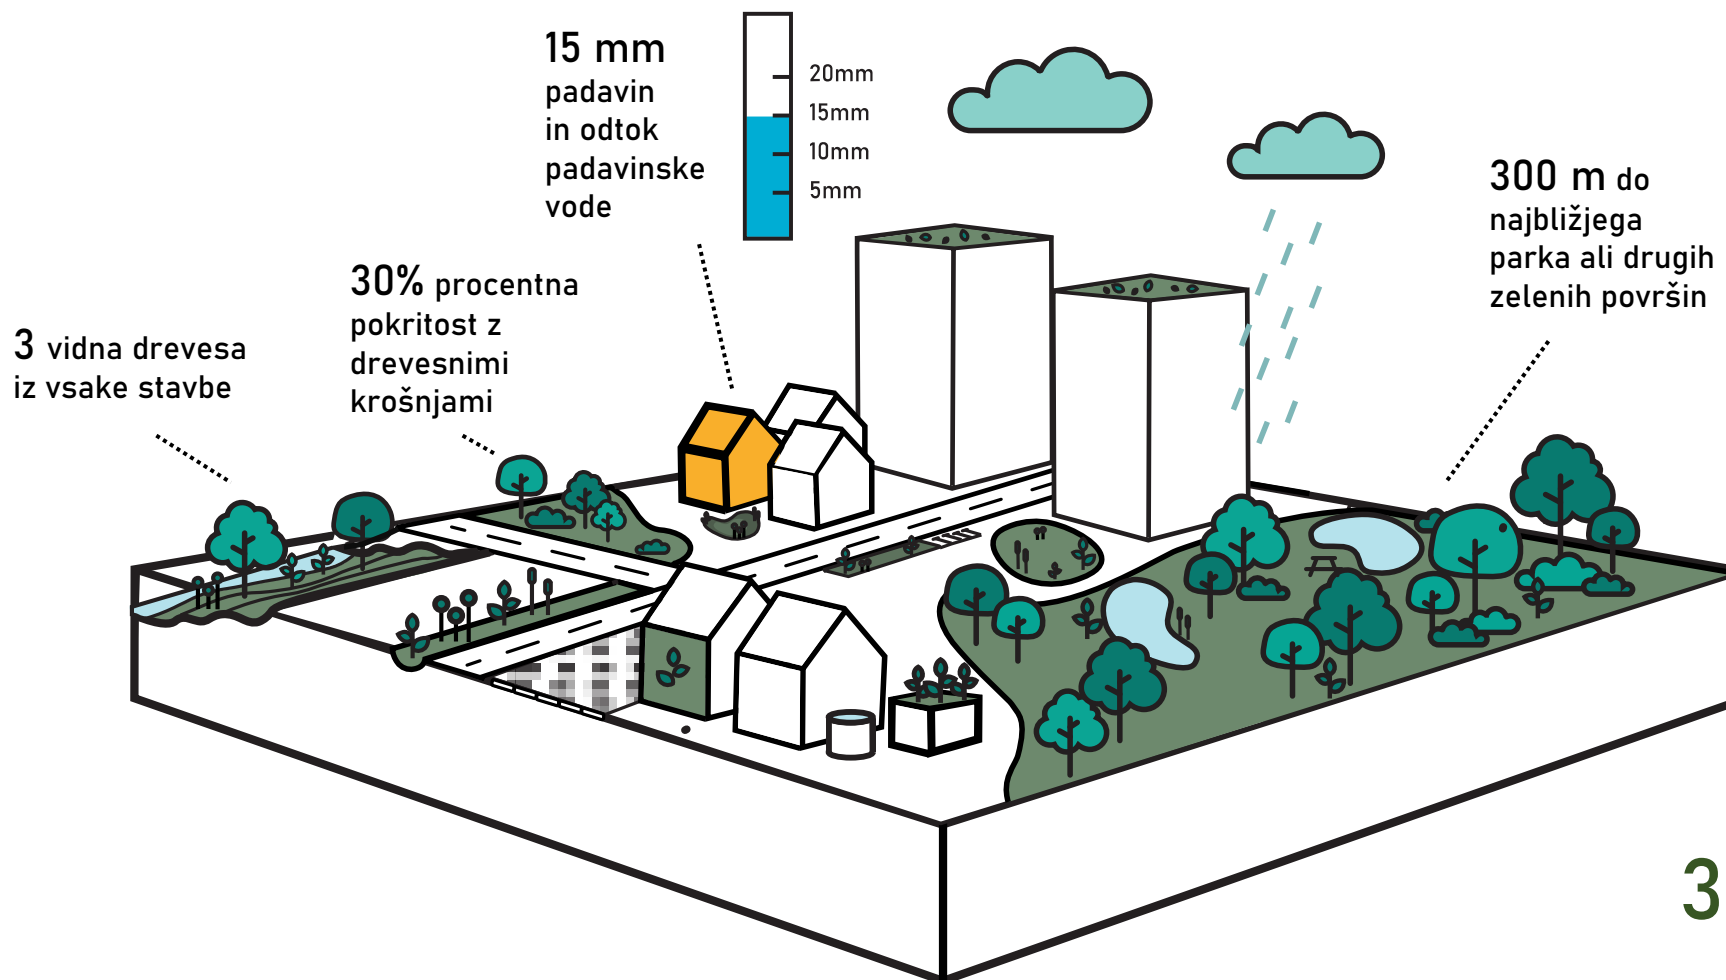 15 mm
padavin
in odtok
padavinske
vode
20mm
15mm
10mm
5mm
300 m do
najbližjega
parka ali drugih
zelenih površin
30% procentna
pokritost z
drevesnimi
krošnjami
3 vidna drevesa
iz vsake stavbe
3